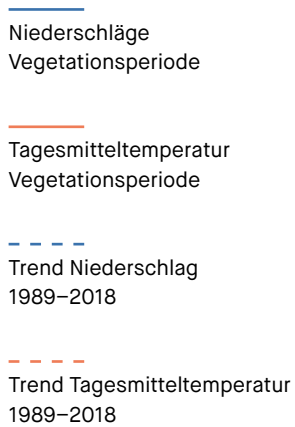 Niederschläge
Vegetationsperiode
Tagesmitteltemperatur
Vegetationsperiode
Trend Niederschlag
1989–2018
Trend Tagesmitteltemperatur
1989–2018